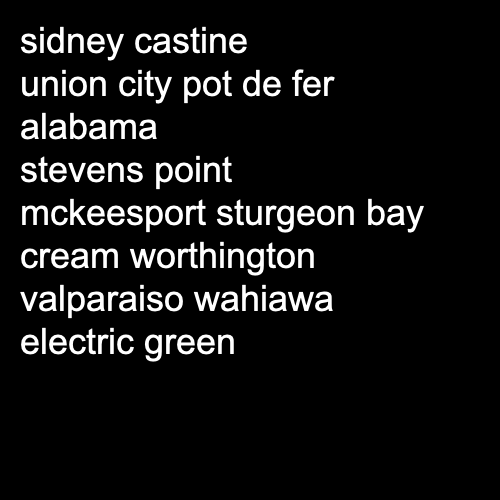 sidney castine
union city pot de fer
alabama
stevens point
mckeesport sturgeon bay
cream worthington
valparaiso wahiawa
electric green